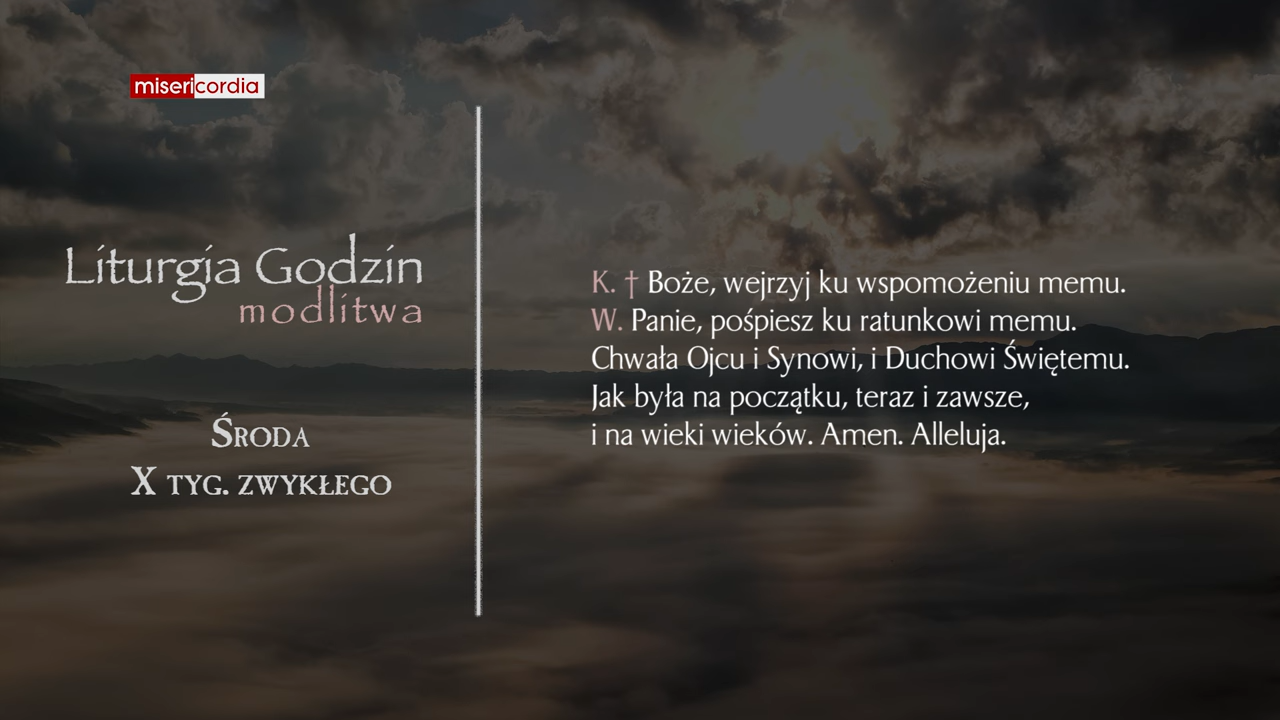 misericordia
Liturgia Godzin
modlitwa
Środa
X tyg. zwykłego
K. † Boże, wejrzyj ku wspomożeniu memu.
W. Panie, pośpiesz ku ratunkowi memu.
Chwała Ojcu i Synowi, i Duchowi Świętemu.
Jak była na początku, teraz i zawsze,
i na wieki wieków. Amen. Alleluja.